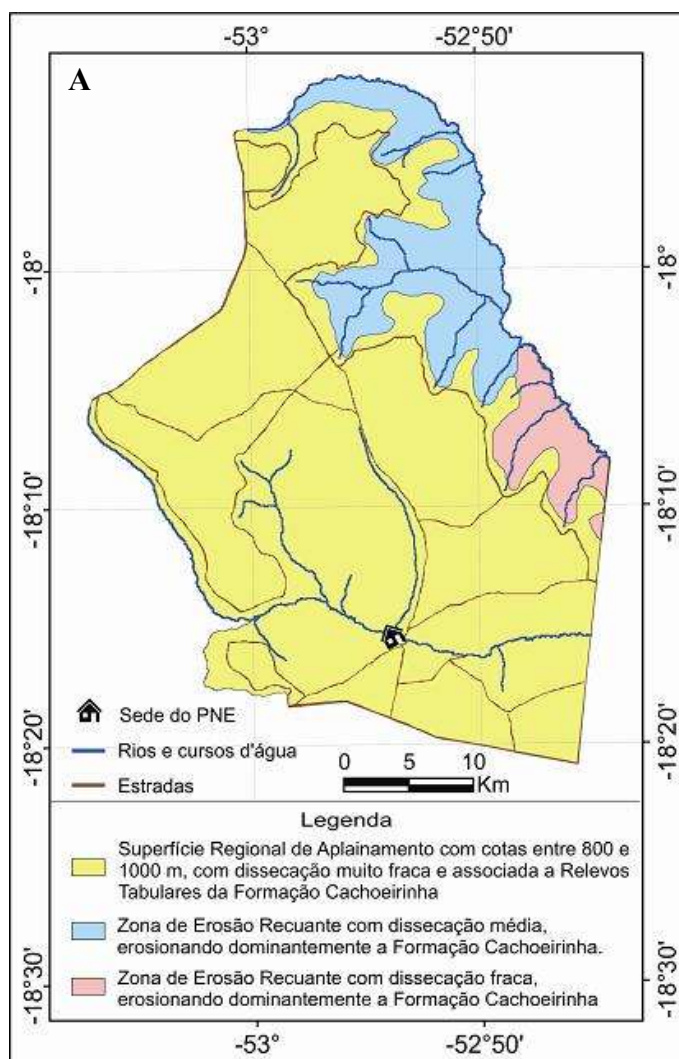 A
-53°
-52°50'
-18°
-18°
-18°10'
-18°10'
-18°20'
-18°20'
Sede do PNE
Rios e cursos d'água
Estradas
0 5 10
Km
Legenda
Superfície Regional de Aplainamento com cotas entre 800 e
1000 m, com dissecação muito fraca e associada a Relevos
Tabulares da Formação Cachoeirinha
Zona de Erosão Recuante com dissecação média,
erosionando dominantemente a Formação Cachoeirinha.
Zona de Erosão Recuante com dissecação fraca,
erosionando dominantemente a Formação Cachoeirinha
-18°30'
-18°30'
-53°
-52°50'